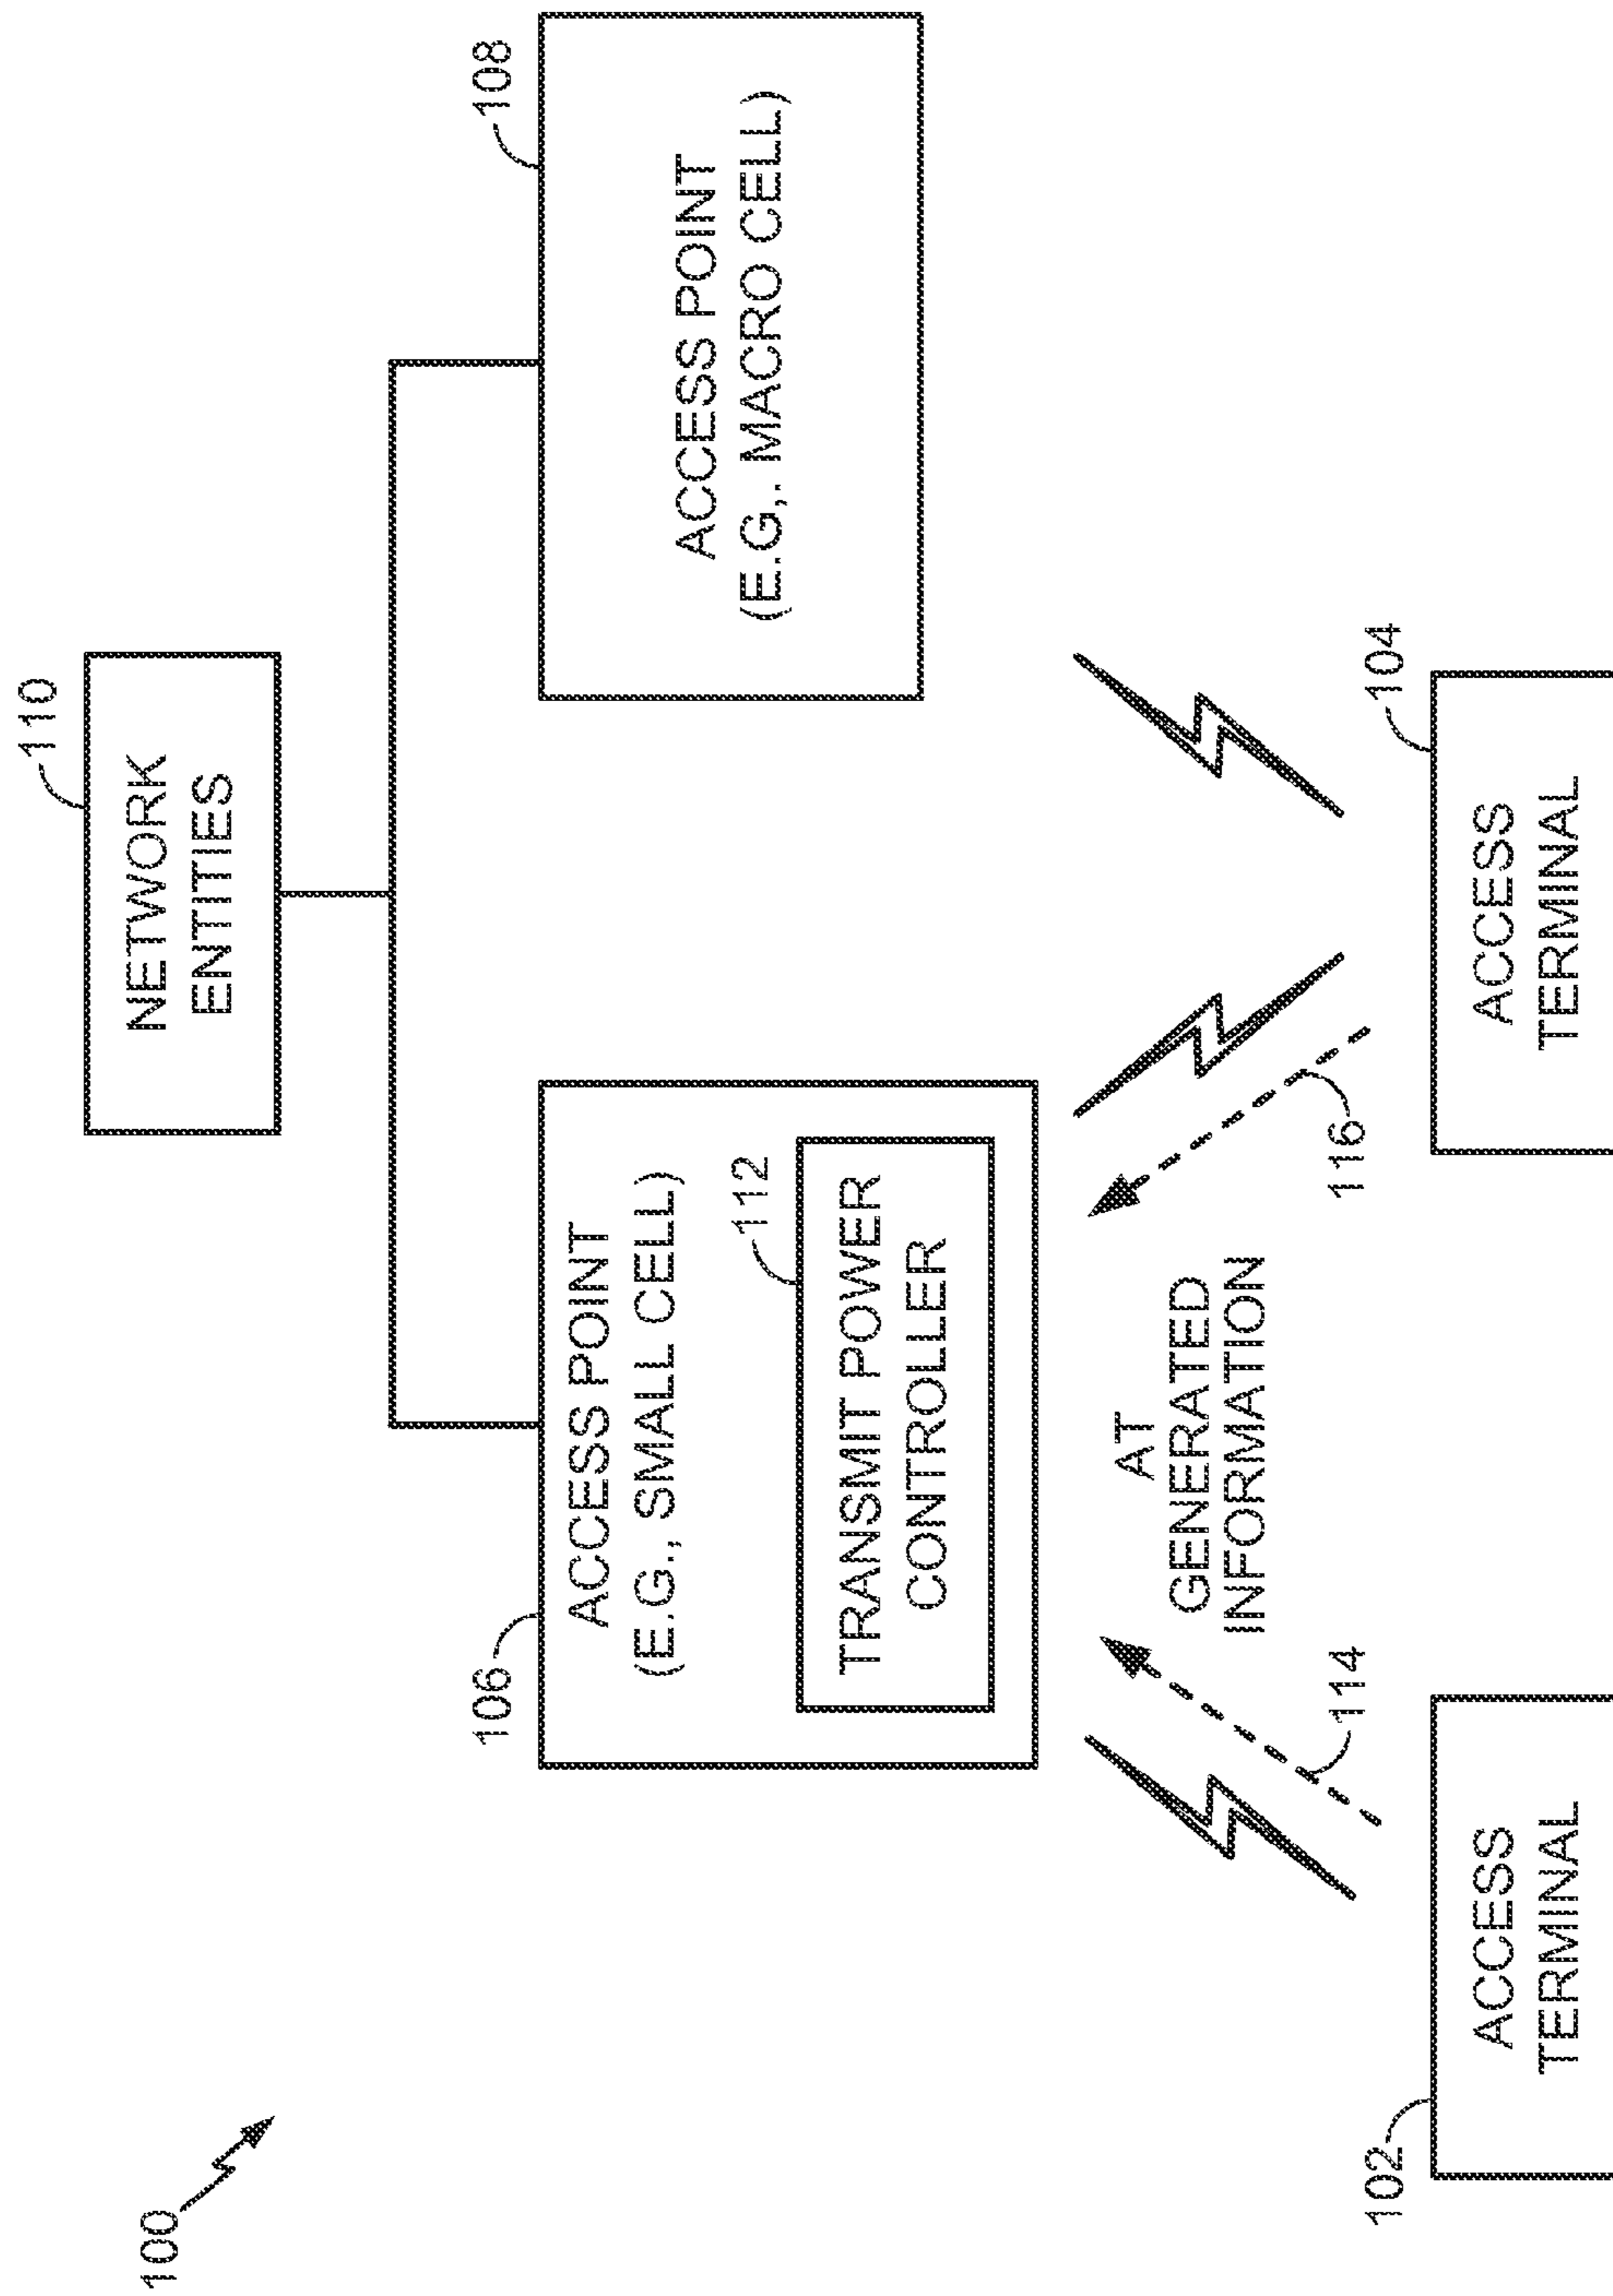 100
110
NETWORK
ENTITIES
106
ACCESS POINT
(E.G., SMALL CELL)
112
TRANSMIT POWER
CONTROLLER
108
ACCESS POINT
(E.G,. MACRO CELL)
AT
GENERATED
INFORMATION
114
116
102
ACCESS
TERMINAL
104
ACCESS
TERMINAL